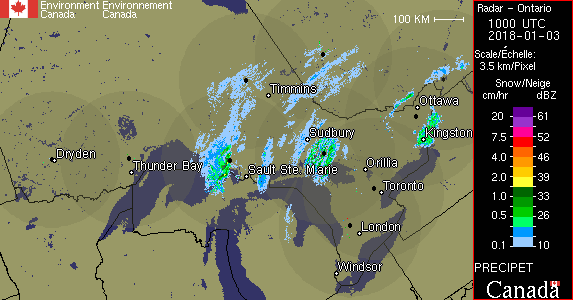 Environment Environnement
Canada Canada
100 KM
Radar - Ontario
1000 UTC
2018-01-03
Scale/Échelle:
3.5 km/Pixel
Snow/Neige
cm/hr dBZ
20 61
7.5 52
4.0 46
2.0 39
1.0 33
0.5 26
0.1 10
PRECIPET
Canada
Timmins
Ottawa
Sudbury
Kingston
Dryden
Thunder Bay
Sault Ste. Marie
Orillia
Toronto
London
Windsor